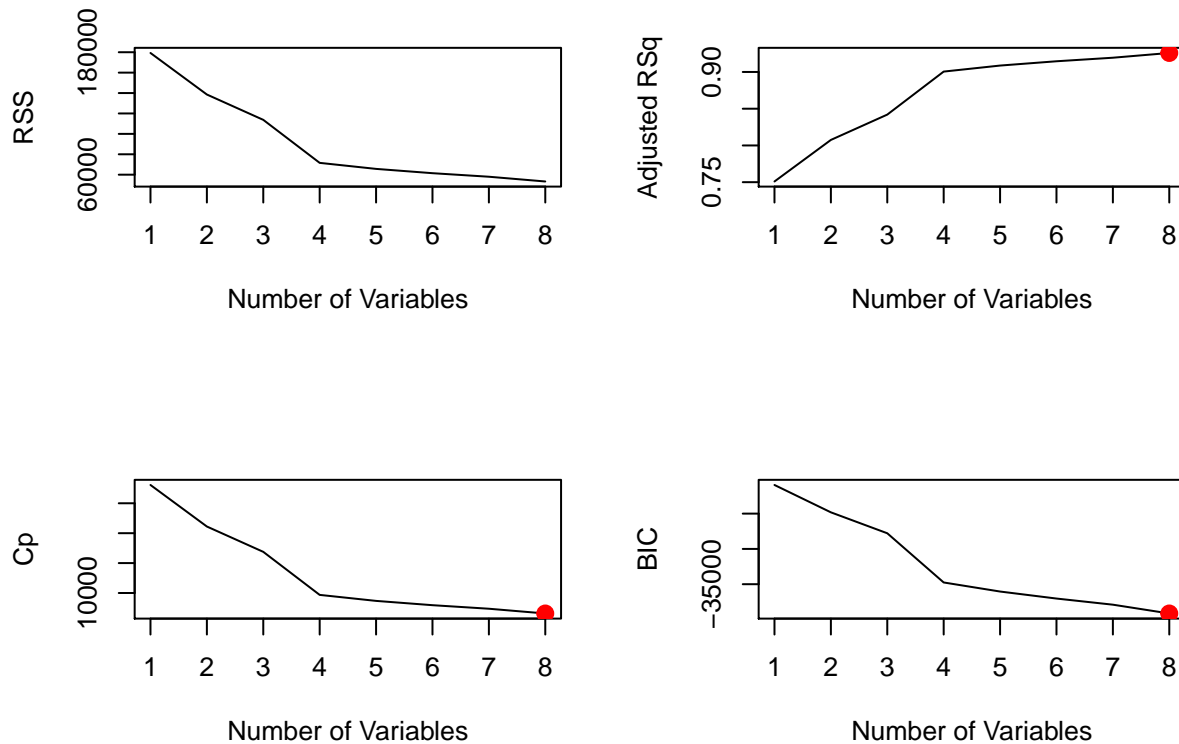 RSS
180000
60000
1 2 3 4 5 6 7 8
Number of Variables
Adjusted RSq
0.90
0.75
1 2 3 4 5 6 7 8
Number of Variables
Cp
10000
1 2 3 4 5 6 7 8
Number of Variables
BIC
−35000
1 2 3 4 5 6 7 8
Number of Variables